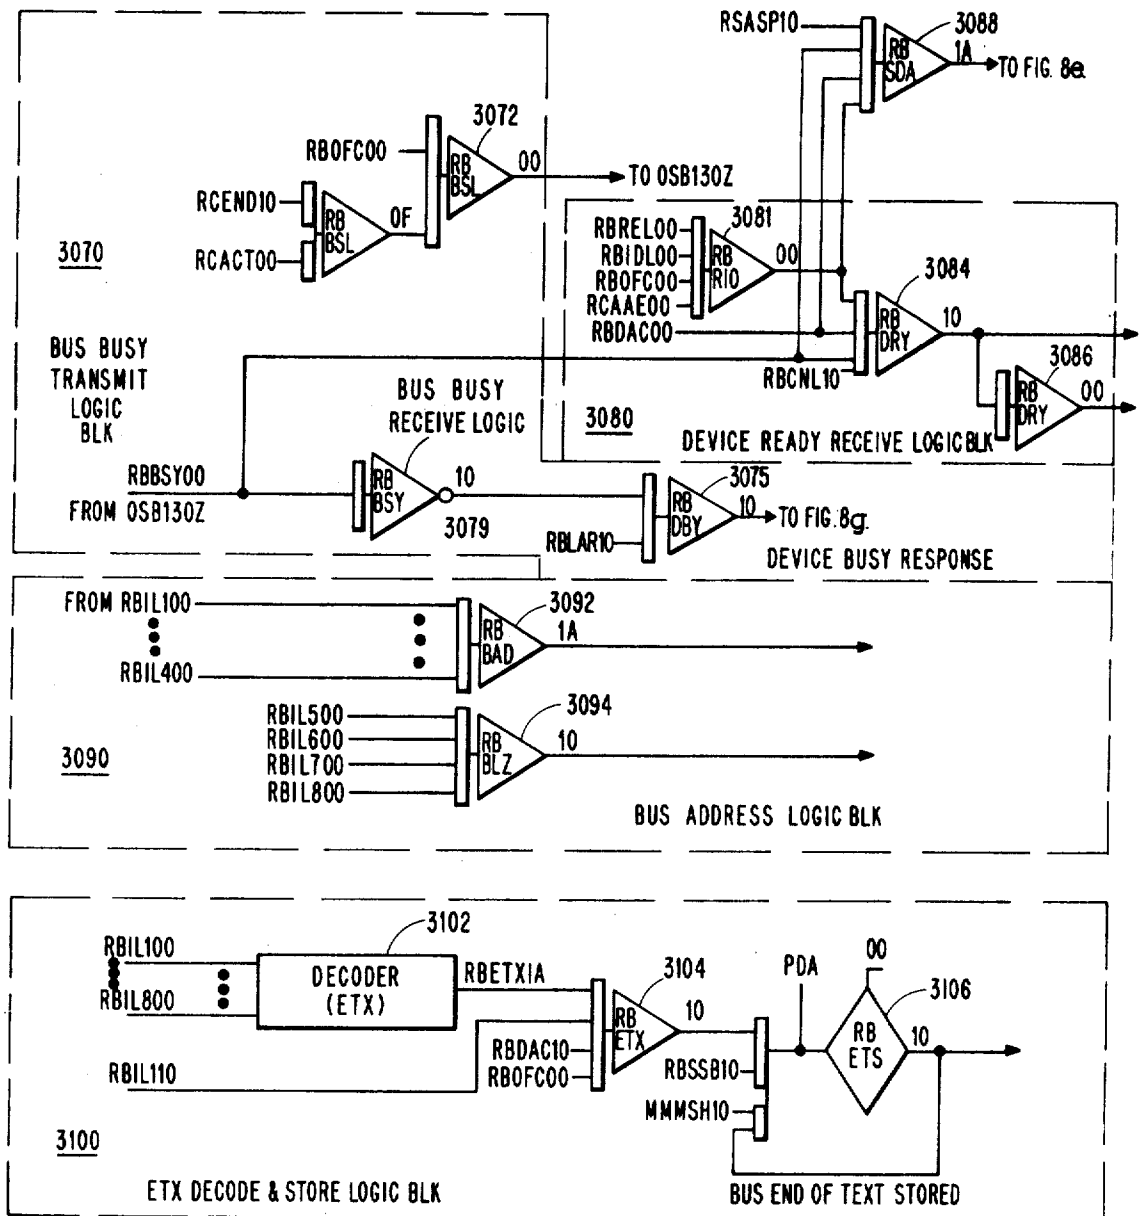 RSASP10
3088
RB
SDA
1A
TO FIG. 8e
3072
RBOFC00
RB
BSL
00
TO OSB130Z
RCEND10
RB
BSL
0F
RCACT00
3070
3081
RBREL00
RBIDL00
RBOFC00
RCAAE00
RB
RIO
00
3084
RBDAC00
RB
DRY
10
RBCNL10
3086
RB
DRY
00
3080
DEVICE READY RECEIVE LOGIC BLK
BUS BUSY
TRANSMIT
LOGIC
BLK
BUS BUSY
RECEIVE LOGIC
RBBSY00
FROM OSB130Z
RB
BSY
10
3079
3075
RB
DBY
10
TO FIG. 8g.
RBLAR10
DEVICE BUSY RESPONSE
FROM RBIL100
RBIL400
3092
RB
BAD
1A
RBIL500
RBIL600
RBIL700
RBIL800
3094
RB
BLZ
10
3090
BUS ADDRESS LOGIC BLK
3102
RBIL100
RBIL800
DECODER
(ETX)
RBETX1A
3104
RB
ETX
10
RBDAC10
RBOFC00
RBIL110
PDA
00
3106
RB
ETS
10
RBSSB10
MMMSH10
3100
ETX DECODE & STORE LOGIC BLK
BUS END OF TEXT STORED